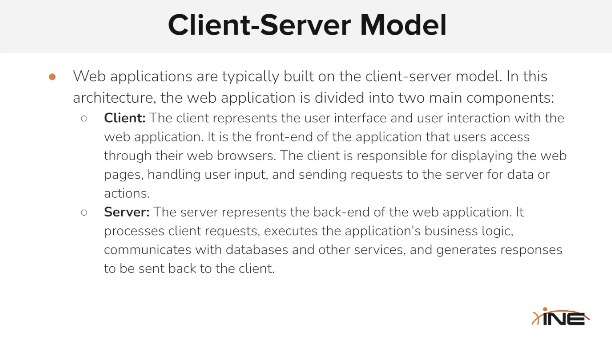 Client-Server Model
● Web applications are typically built on the client-server model. In this
architecture, the web application is divided into two main components:
○ Client: The client represents the user interface and user interaction with the
web application. It is the front-end of the application that users access
through their web browsers. The client is responsible for displaying the web
pages, handling user input, and sending requests to the server for data or
actions.
○ Server: The server represents the back-end of the web application. It
processes client requests, executes the application's business logic,
communicates with databases and other services, and generates responses
to be sent back to the client.
INE